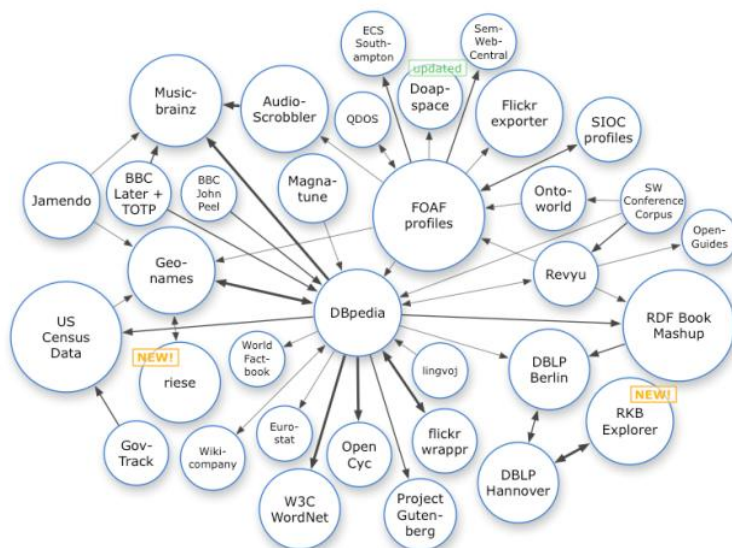 ECS
South-
ampton
Sem-
Web-
Central
updated
Doap-
space
Music-
brainz
Audio-
Scrobbler
QDOS
Flickr
exporter
SIOC
profiles
BBC
Later +
TOTP
BBC
John
Peel
Magna-
tune
Jamendo
FOAF
profiles
Onto-
world
SW
Conference
Corpus
Open-
Guides
Geo-
names
Revyu
DBpedia
US
Census
Data
RDF Book
Mashup
NEW!
riese
World
Fact-
book
lingvoj
DBLP
Berlin
NEW!
RKB
Explorer
Gov-
Track
Wiki-
company
Euro-
stat
Open
Cyc
flickr
wrappr
DBLP
Hannover
W3C
WordNet
Project
Guten-
berg